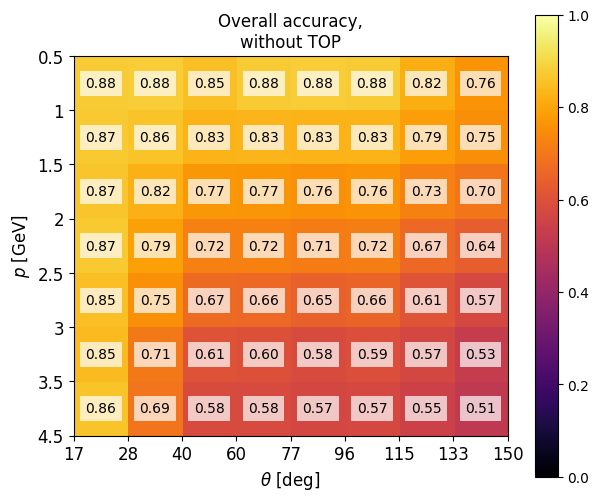 Overall accuracy,
without TOP
0.5
0.88 0.88 0.85 0.88 0.88 0.88 0.82 0.76
1
0.87 0.86 0.83 0.83 0.83 0.83 0.79 0.75
1.5
0.87 0.82 0.77 0.77 0.76 0.76 0.73 0.70
2
0.87 0.79 0.72 0.72 0.71 0.72 0.67 0.64
2.5
0.85 0.75 0.67 0.66 0.65 0.66 0.61 0.57
3
0.85 0.71 0.61 0.60 0.58 0.59 0.57 0.53
3.5
0.86 0.69 0.58 0.58 0.57 0.57 0.55 0.51
4.5
p [GeV]
17 28 40 60 77 96 115 133 150
θ [deg]
1.0
0.8
0.6
0.4
0.2
0.0